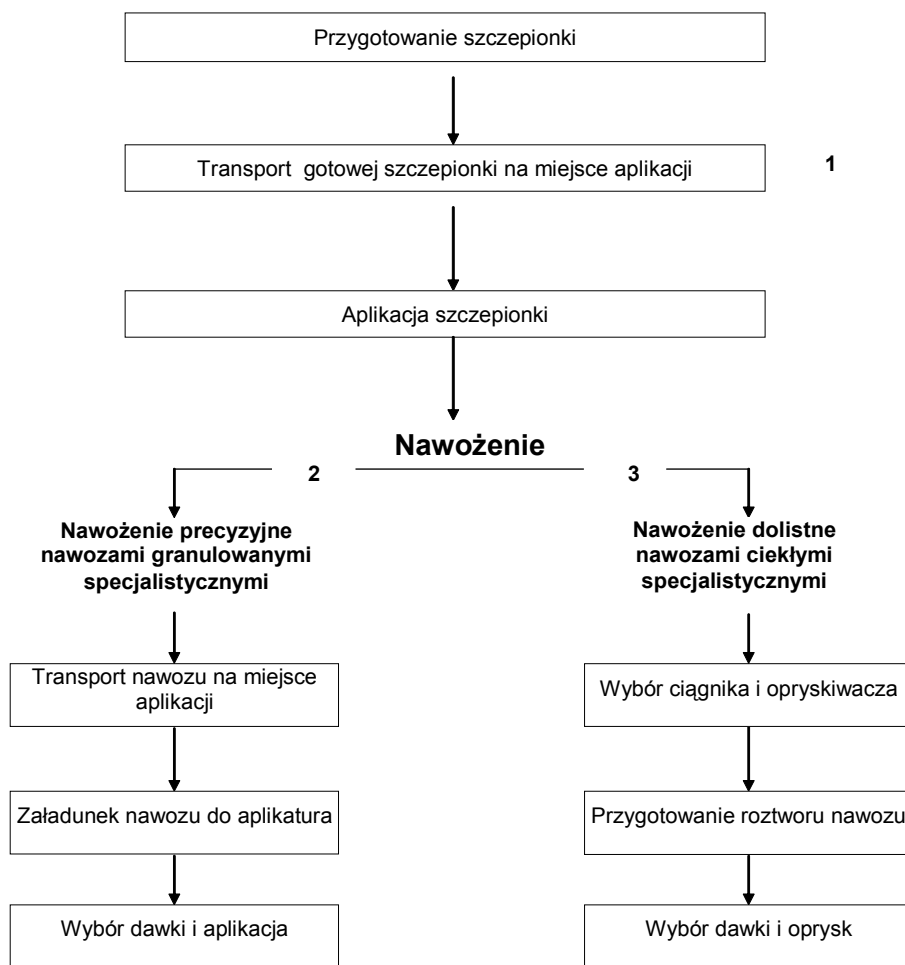 Przygotowanie szczepionki
Transport gotowej szczepionki na miejsce aplikacji
1
Aplikacja szczepionki
Nawożenie
2
3
Nawożenie precyzyjne
nawozami granulowanymi
specjalistycznymi
Nawożenie dolistne
nawozami ciekłymi
specjalistycznymi
Transport nawozu na miejsce
aplikacji
Wybór ciągnika i opryskiwacza
Załadunek nawozu do aplikatura
Przygotowanie roztworu nawozu
Wybór dawki i aplikacja
Wybór dawki i oprysk